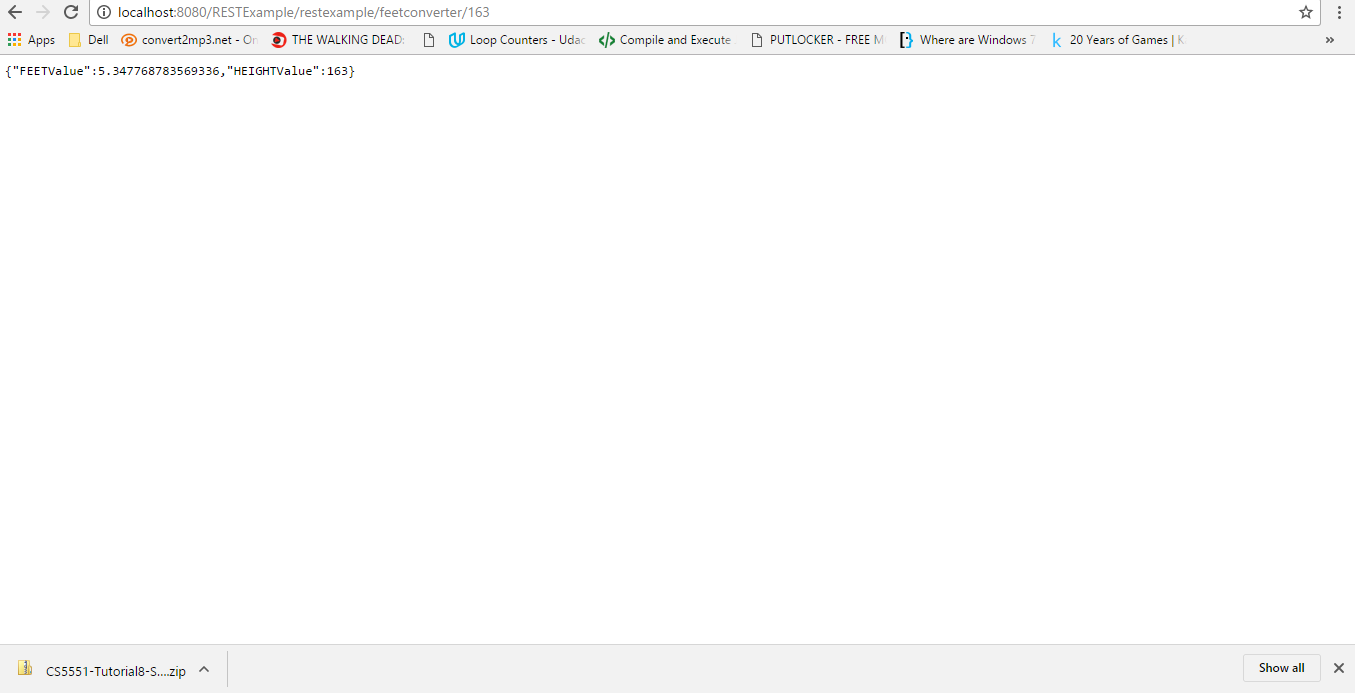 localhost:8080/RESTExample/restexample/feetconverter/163
Apps Dell convert2mp3.net - On THE WALKING DEAD: Loop Counters - Udac Compile and Execute PUTLOCKER - FREE M Where are Windows 7 20 Years of Games | K »
{"FEETValue":5.347768783569336,"HEIGHTValue":163}
CS5551-Tutorial8-S....zip Show all